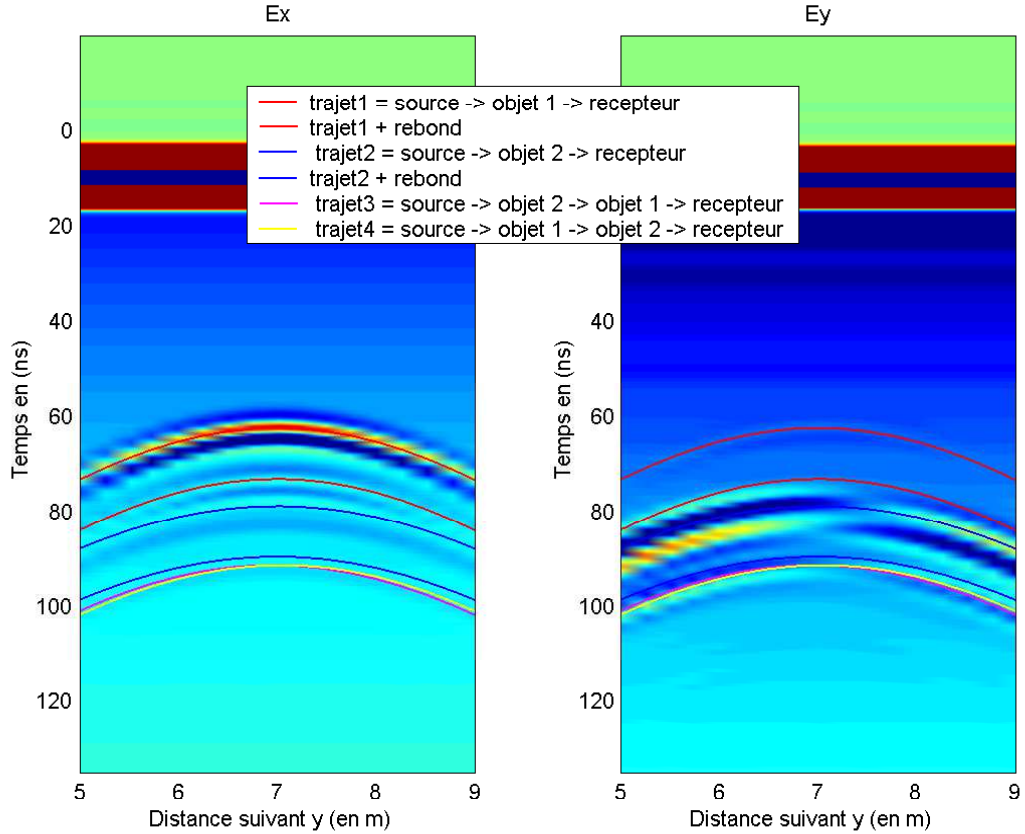 Ex
Ey
trajet1 = source -> objet 1 -> recepteur
trajet1 + rebond
trajet2 = source -> objet 2 -> recepteur
trajet2 + rebond
trajet3 = source -> objet 2 -> objet 1 -> recepteur
trajet4 = source -> objet 1 -> objet 2 -> recepteur
Temps en (ns)
0
20
40
60
80
100
120
5 6 7 8 9
Distance suivant y (en m)
Temps en (ns)
0
20
40
60
80
100
120
5 6 7 8 9
Distance suivant y (en m)